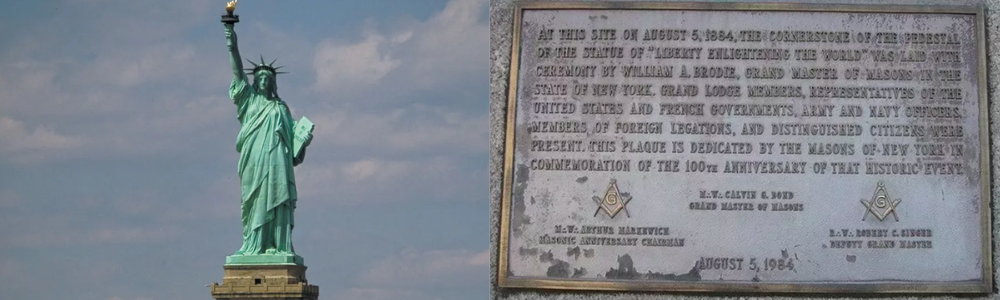 AT THIS SITE ON AUGUST 5, 1884, THE CORNERSTONE OF THE PEDESTAL
OF THE STATUE OF "LIBERTY ENLIGHTENING THE WORLD" WAS LAID WITH
CEREMONY BY WILLIAM A. BRODIE, GRAND MASTER OF MASONS IN THE
STATE OF NEW YORK. GRAND LODGE MEMBERS, REPRESENTATIVES OF THE
UNITED STATES AND FRENCH GOVERNMENTS, ARMY AND NAVY OFFICERS,
MEMBERS OF FOREIGN LEGATIONS, AND DISTINGUISHED CITIZENS WERE
PRESENT. THIS PLAQUE IS DEDICATED BY THE MASONS OF NEW YORK IN
COMMEMORATION OF THE 100TH ANNIVERSARY OF THAT HISTORIC EVENT.
G
M∴W∴ CALVIN G. BOND
GRAND MASTER OF MASONS
G
M∴W∴ ARTHUR MARKEWICH
MASONIC ANNIVERSARY CHAIRMAN
R∴W∴ ROBERT C. SINGER
DEPUTY GRAND MASTER
AUGUST 5, 1984